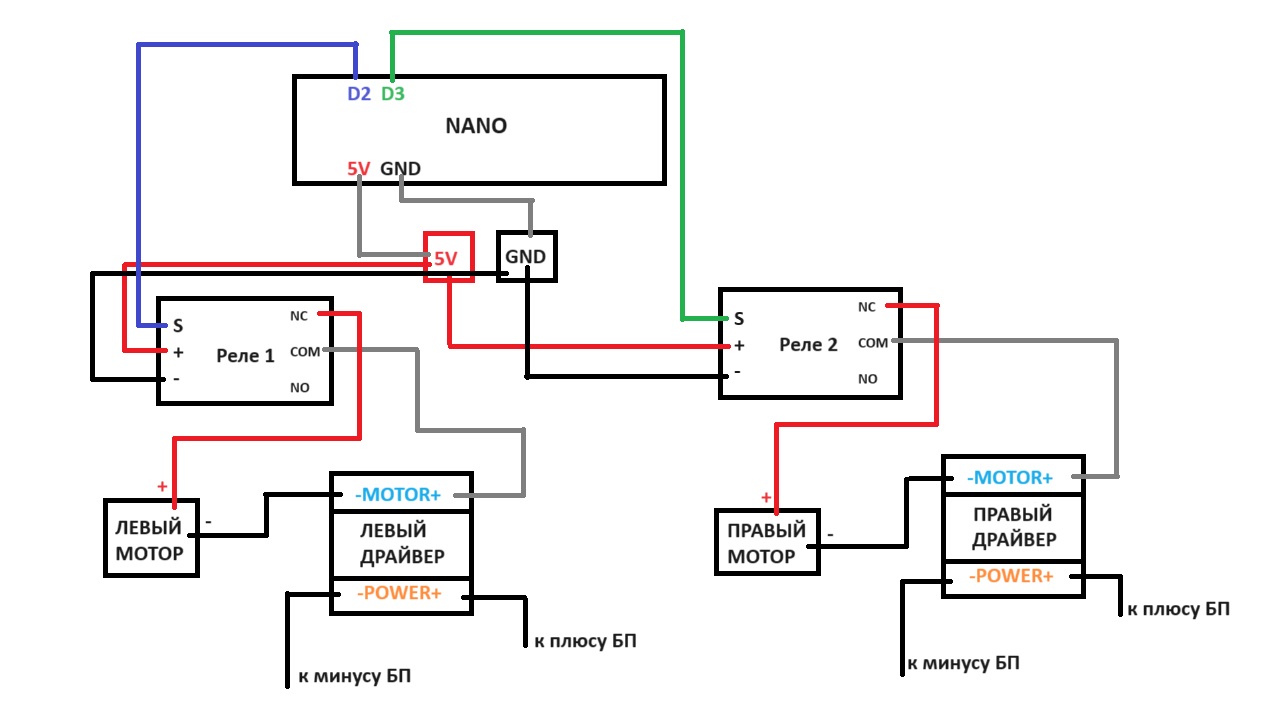 D2 D3
NANO
5V GND
5V
GND
S
+
-
Реле 1
NC
COM
NO
S
+
-
Реле 2
NC
COM
NO
+
ЛЕВЫЙ
МОТОР
-
-MOTOR+
ЛЕВЫЙ
ДРАЙВЕР
-POWER+
к плюсу БП
к минусу БП
+
ПРАВЫЙ
МОТОР
-
-MOTOR+
ПРАВЫЙ
ДРАЙВЕР
-POWER+
к плюсу БП
к минусу БП